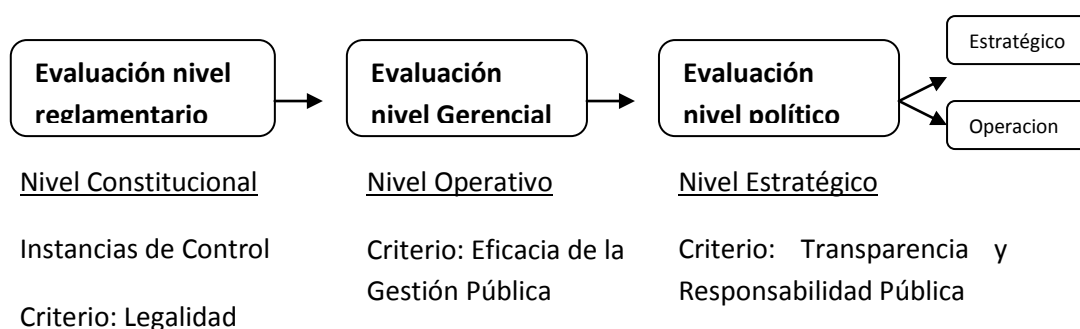 Evaluación nivel
reglamentario
Evaluación
nivel Gerencial
Evaluación
nivel político
Estratégico
Operacion
Nivel Constitucional
Instancias de Control
Criterio: Legalidad
Nivel Operativo
Criterio: Eficacia de la
Gestión Pública
Nivel Estratégico
Criterio: Transparencia y
Responsabilidad Pública